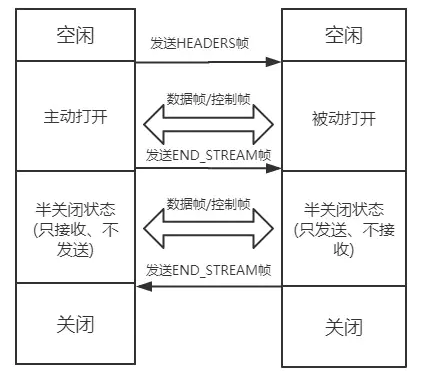 空闲
发送HEADERS帧
空闲
主动打开
数据帧/控制帧
被动打开
发送END_STREAM帧
半关闭状态
(只接收、不
发送)
数据帧/控制帧
半关闭状态
(只发送、不接
收)
发送END_STREAM帧
关闭
关闭